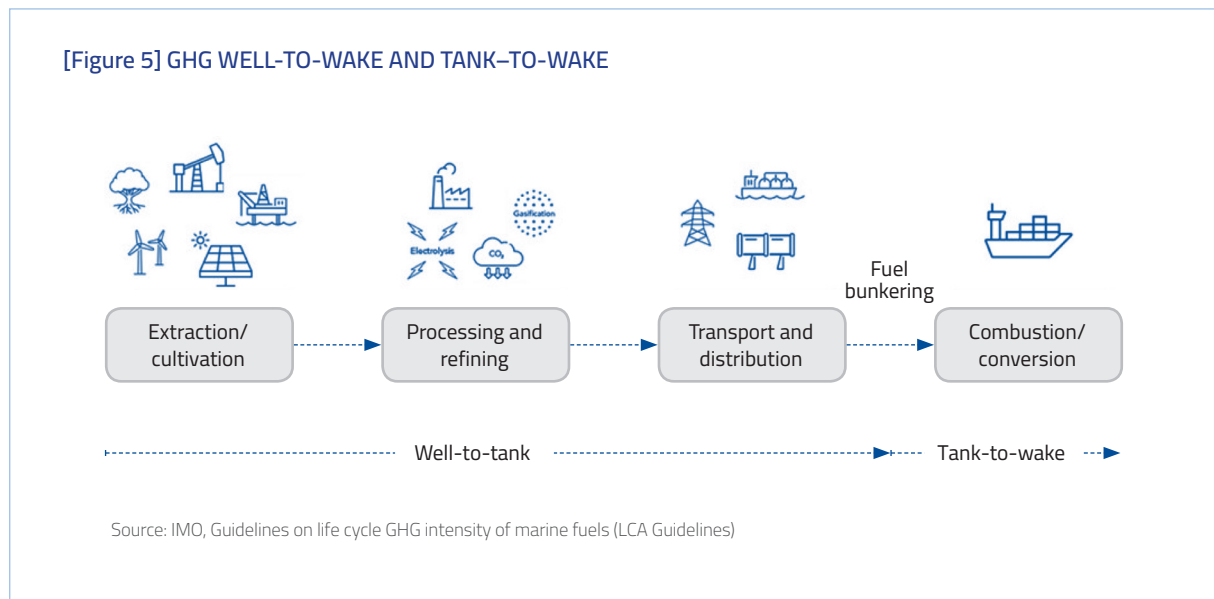 [Figure 5] GHG WELL-TO-WAKE AND TANK–TO-WAKE
Gasification
Electrolysis
CO₂
Fuel
bunkering
Extraction/
cultivation
Processing and
refining
Transport and
distribution
Combustion/
conversion
Well-to-tank
Tank-to-wake
Source: IMO, Guidelines on life cycle GHG intensity of marine fuels (LCA Guidelines)